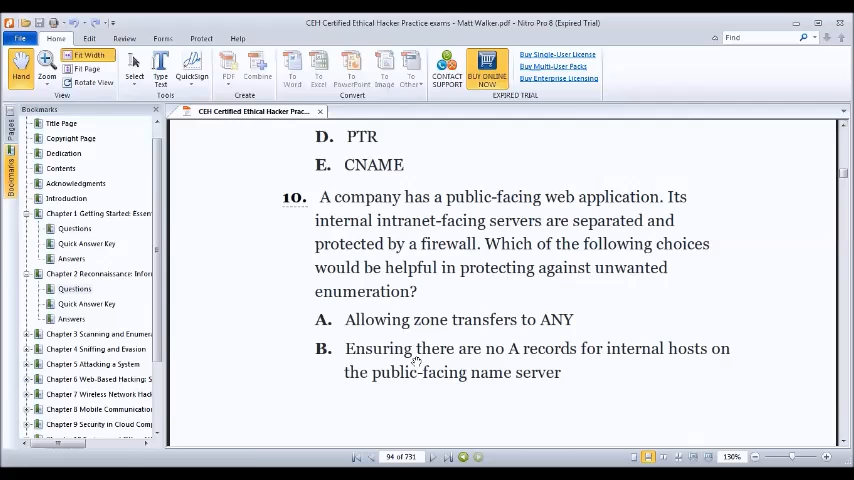 CEH Certified Ethical Hacker Practice exams - Matt Walker.pdf - Nitro Pro 8 (Expired Trial)
File Home Comment Review Forms Protect Help Find
Hand Zoom Fit Width Fit Page Rotate View View
Select Type Text QuickSign Tools
PDF Combine Create
To Word To Excel To PowerPoint To Image To Other Convert
CONTACT SUPPORT BUY ONLINE NOW EXPIRED TRIAL
Buy Single-User License
Buy Multi-User Packs
Buy Enterprise Licensing
Bookmarks
CEH Certified Ethical Hacker Prac...
Pages
Bookmarks
Title Page
Copyright Page
Dedication
Contents
Acknowledgments
Introduction
Chapter 1 Getting Started: Essen
Questions
Quick Answer Key
Answers
Chapter 2 Reconnaissance: Inforr
Questions
Quick Answer Key
Answers
Chapter 3 Scanning and Enumera
Chapter 4 Sniffing and Evasion
Chapter 5 Attacking a System
Chapter 6 Web-Based Hacking: S
Chapter 7 Wireless Network Hack
Chapter 8 Mobile Communication
Chapter 9 Security in Cloud Comp
D. PTR
E. CNAME
10. A company has a public-facing web application. Its
internal intranet-facing servers are separated and
protected by a firewall. Which of the following choices
would be helpful in protecting against unwanted
enumeration?
A. Allowing zone transfers to ANY
B. Ensuring there are no A records for internal hosts on
the public-facing name server
94 of 731
130%